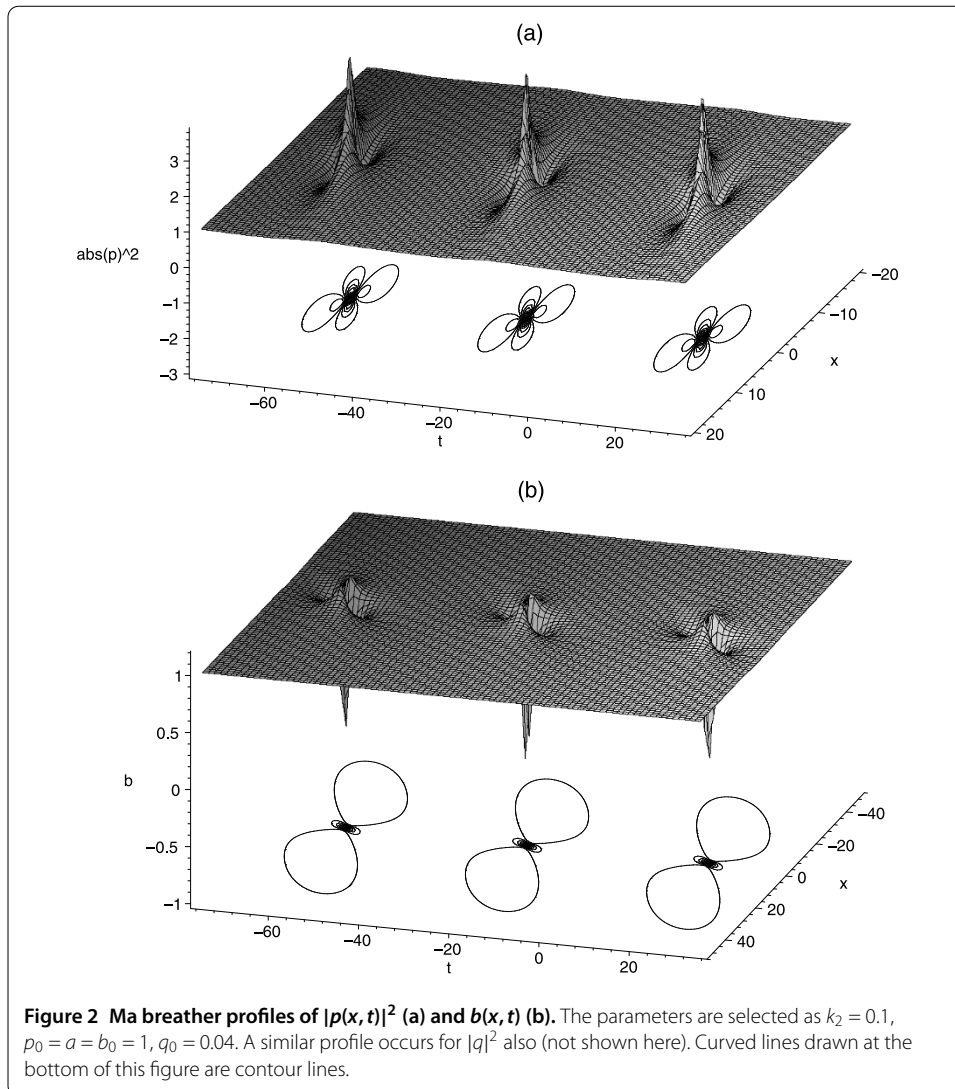 (a)
3
2
1
abs(p)^2
0
−1
−2
−3
−60
−40
−20
0
20
t
−20
−10
0
10
20
x
(b)
1
0.5
b
0
−0.5
−1
−60
−40
−20
0
20
t
−40
−20
0
20
40
x
Figure 2 Ma breather profiles of |p(x, t)|² (a) and b(x, t) (b). The parameters are selected as k₂ = 0.1,
p₀ = a = b₀ = 1, q₀ = 0.04. A similar profile occurs for |q|² also (not shown here). Curved lines drawn at the
bottom of this figure are contour lines.